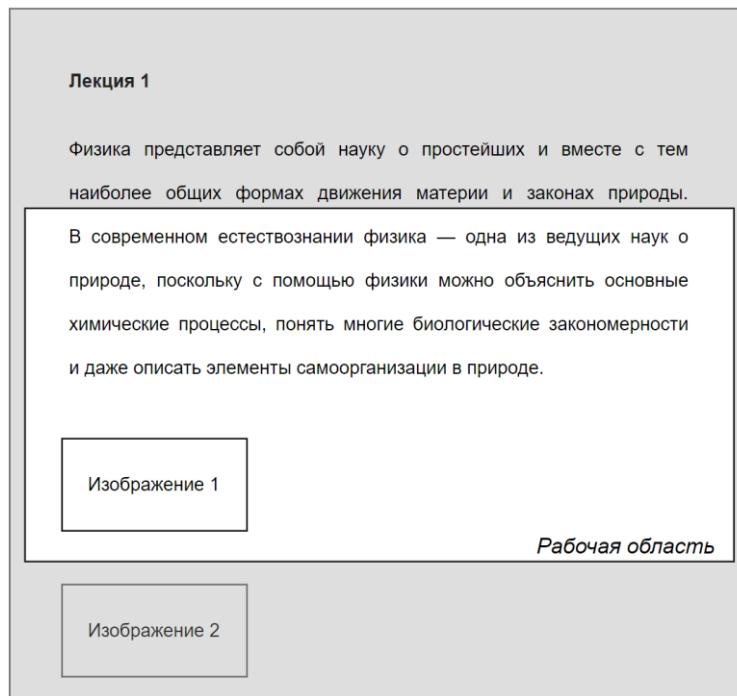 Лекция 1
Физика представляет собой науку о простейших и вместе с тем
наиболее общих формах движения материи и законах природы.
В современном естествознании физика — одна из ведущих наук о
природе, поскольку с помощью физики можно объяснить основные
химические процессы, понять многие биологические закономерности
и даже описать элементы самоорганизации в природе.
Изображение 1
Рабочая область
Изображение 2